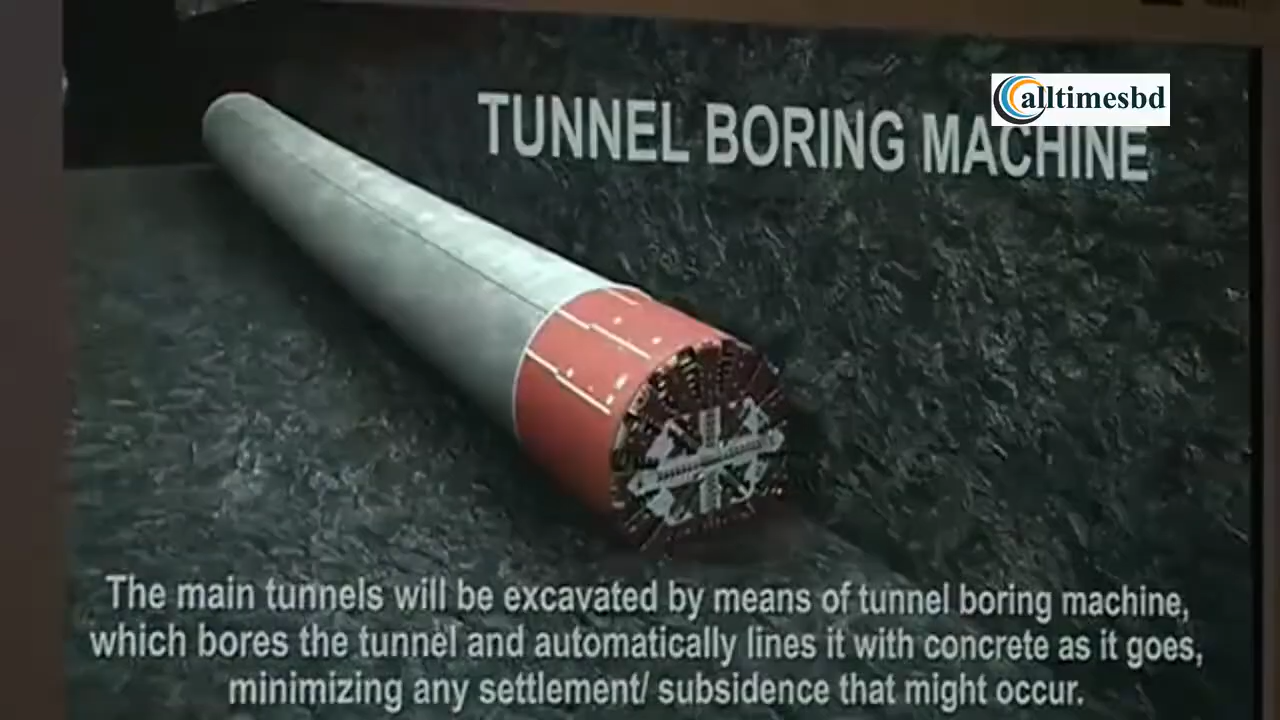 alltimesbd
TUNNEL BORING MACHINE
The main tunnels will be excavated by means of tunnel boring machine,
which bores the tunnel and automatically lines it with concrete as it goes,
minimizing any settlement/ subsidence that might occur.